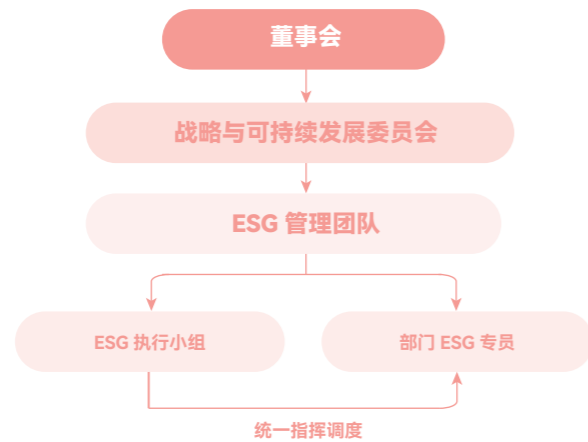 董事会
战略与可持续发展委员会
ESG 管理团队
ESG 执行小组
部门 ESG 专员
统一指挥调度